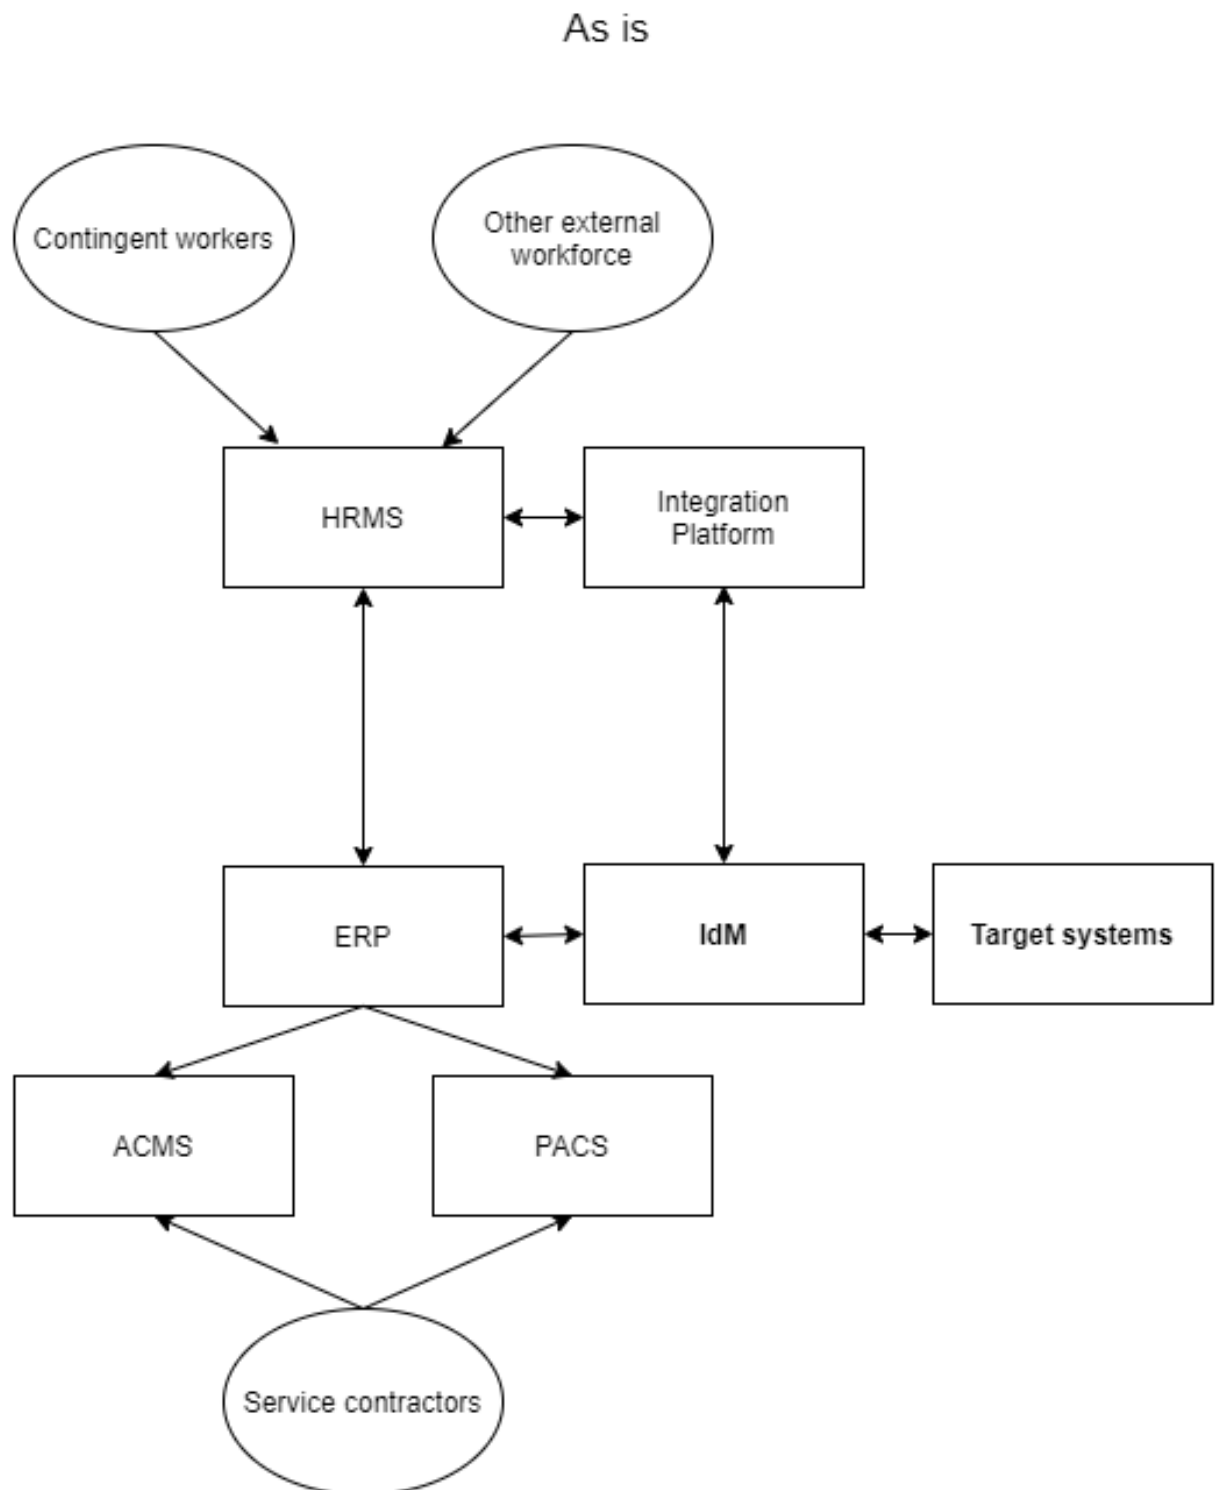 As is
Contingent workers
Other external
workforce
HRMS
Integration
Platform
ERP
IdM
Target systems
ACMS
PACS
Service contractors